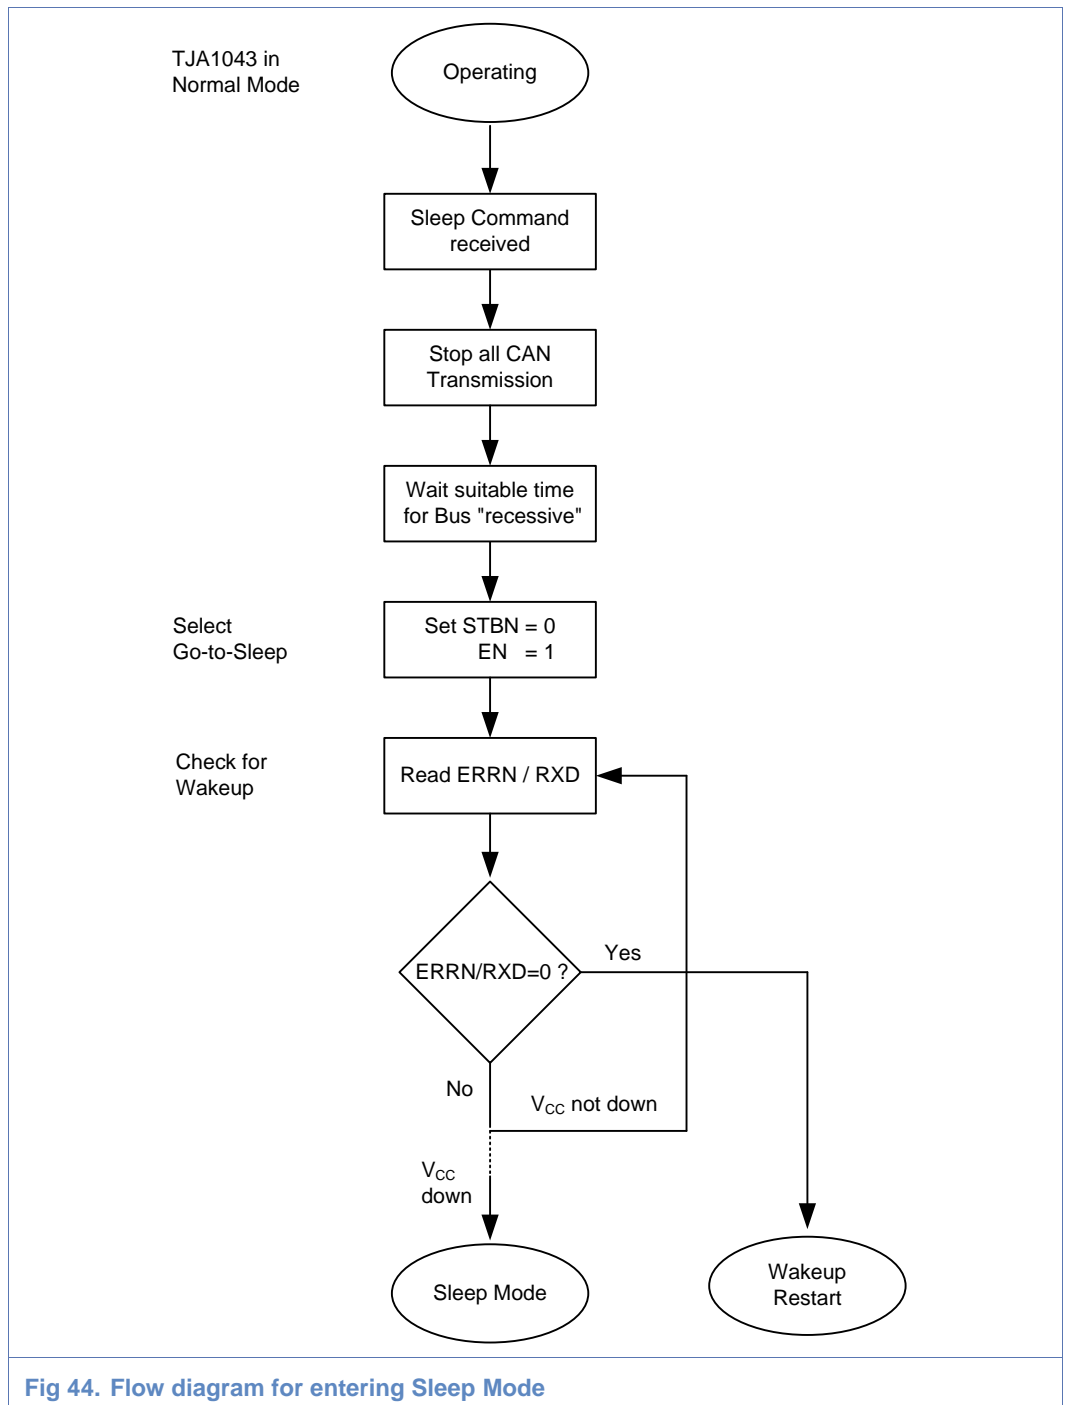 TJA1043 in
Normal Mode
Operating
Sleep Command
received
Stop all CAN
Transmission
Wait suitable time
for Bus "recessive"
Select
Go-to-Sleep
Set STBN = 0
EN = 1
Check for
Wakeup
Read ERRN / RXD
ERRN/RXD=0 ?
Yes
No
VCC not down
VCC
down
Sleep Mode
Wakeup
Restart
Fig 44. Flow diagram for entering Sleep Mode